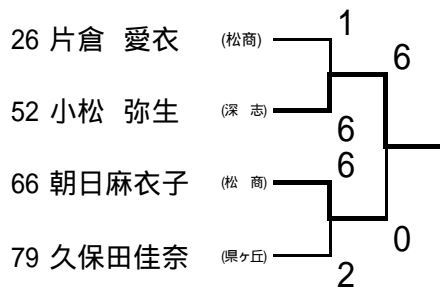 1
26 片倉 愛衣 (松商)
6
52 小松 弥生 (深 志)
6
6
66 朝日麻衣子 (松 商)
0
79 久保田佳奈 (県ヶ丘)
2